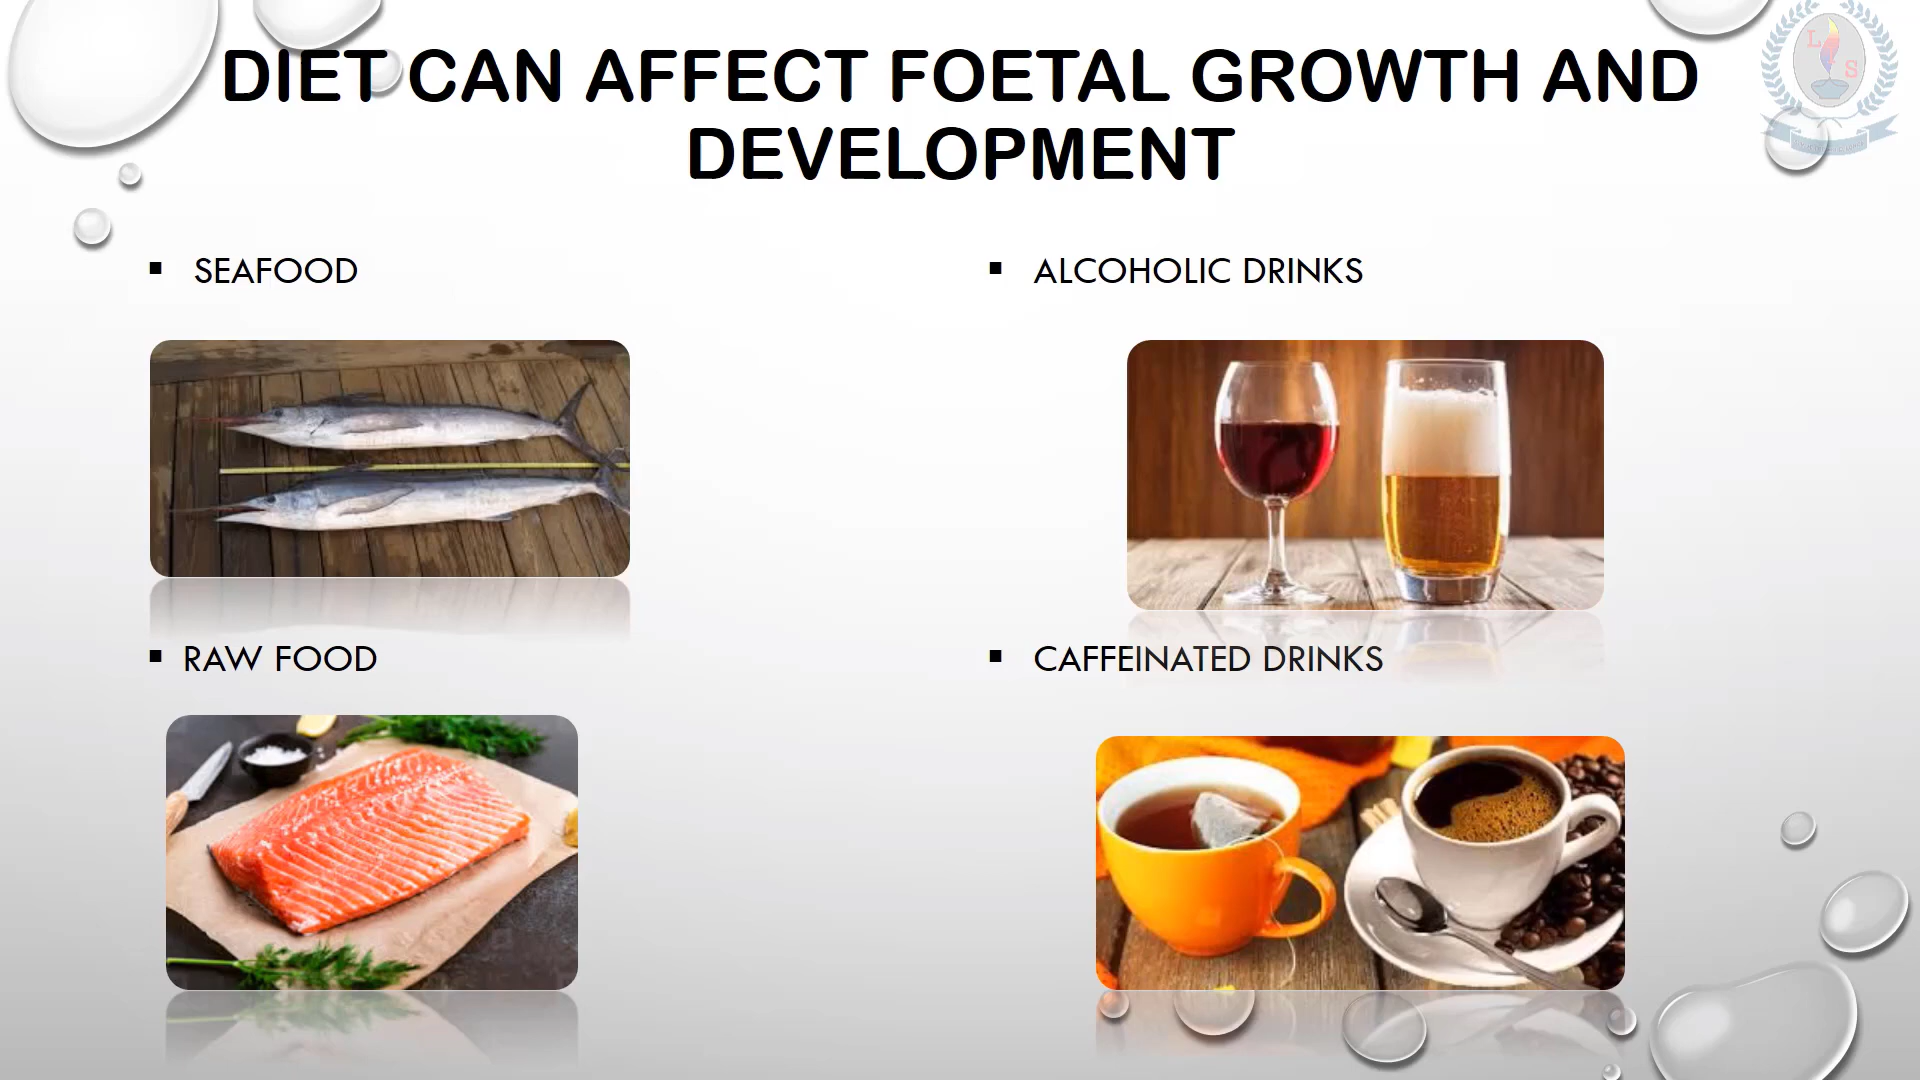 DIET CAN AFFECT FOETAL GROWTH AND
DEVELOPMENT
▪ SEAFOOD
▪ ALCOHOLIC DRINKS
▪ RAW FOOD
▪ CAFFEINATED DRINKS
L
S